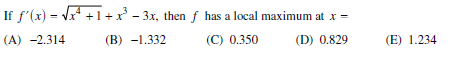 If f′(x) = √x⁴ + 1 + x³ − 3x, then f has a local maximum at x =
(A) −2.314 (B) −1.332 (C) 0.350 (D) 0.829 (E) 1.234